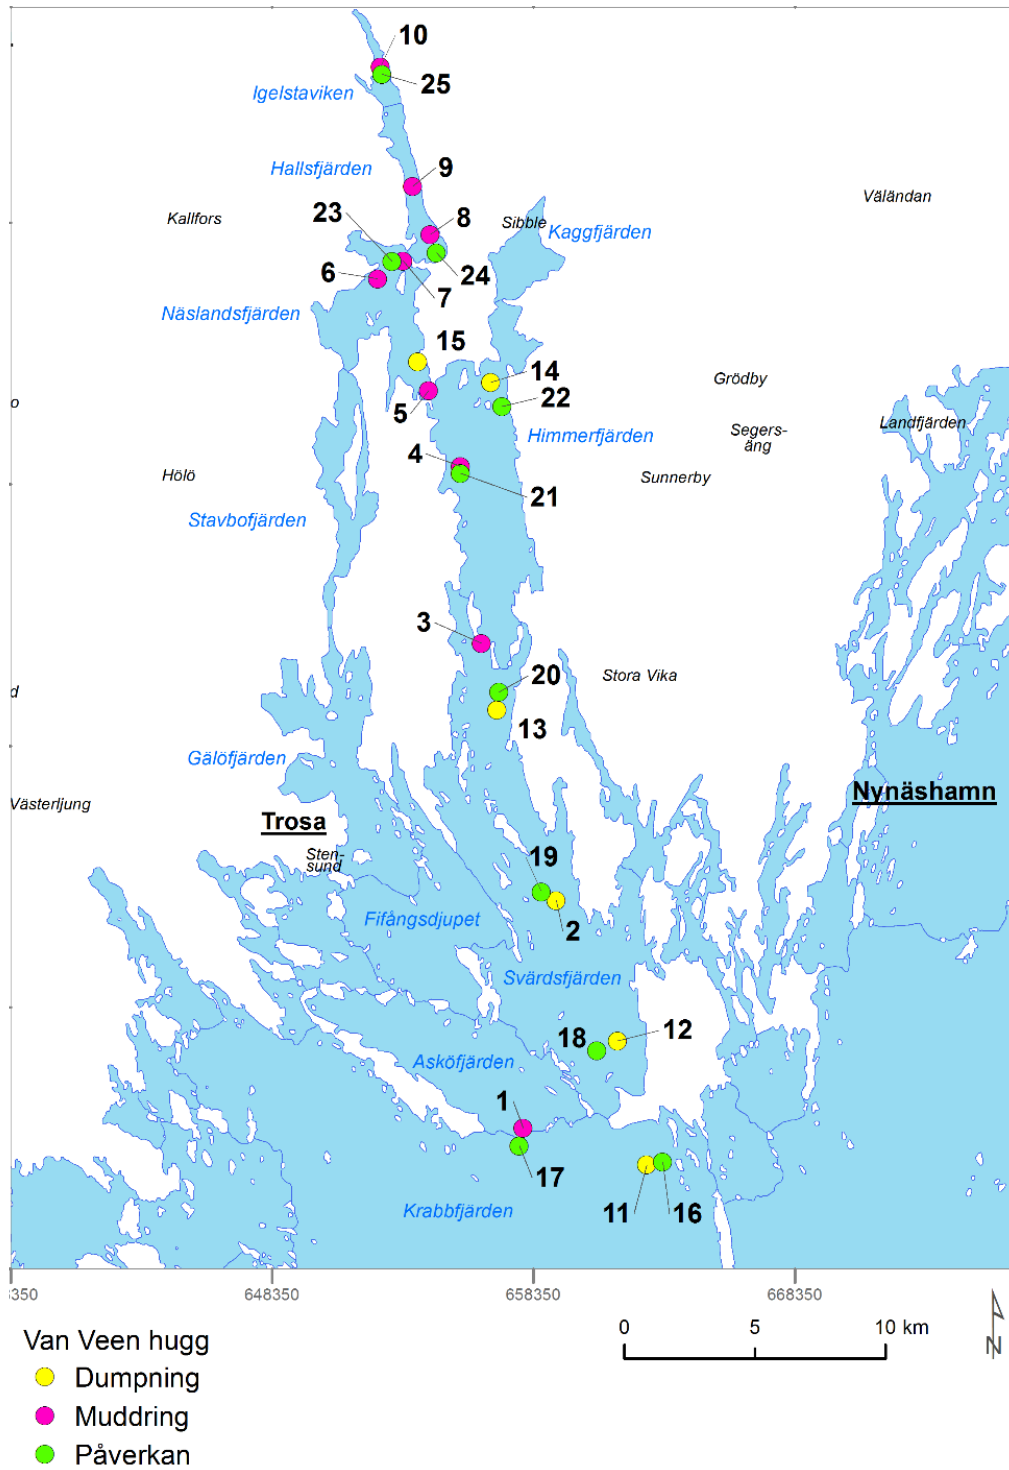 10
25
Igelstaviken
Hallsfjärden
9
Kallfors
23
8
Sibble
Väländan
Kaggfjärden
6
24
7
Näslandsfjärden
15
14
Grödby
5
22
o
Himmerfjärden
Segers-
äng
Landfjärden
4
Hölö
21
Sunnerby
Stavbofjärden
3
20
Stora Vika
d
13
Gälöfjärden
Västerljung
Nynäshamn
Trosa
Sten-
sund
19
Fifångsdjupet
2
Svärdsfjärden
18
12
Asköfjärden
1
17
11
16
Krabbfjärden
350
648350
658350
668350
0 5 10 km
N
Van Veen hugg
Dumpning
Muddring
Påverkan